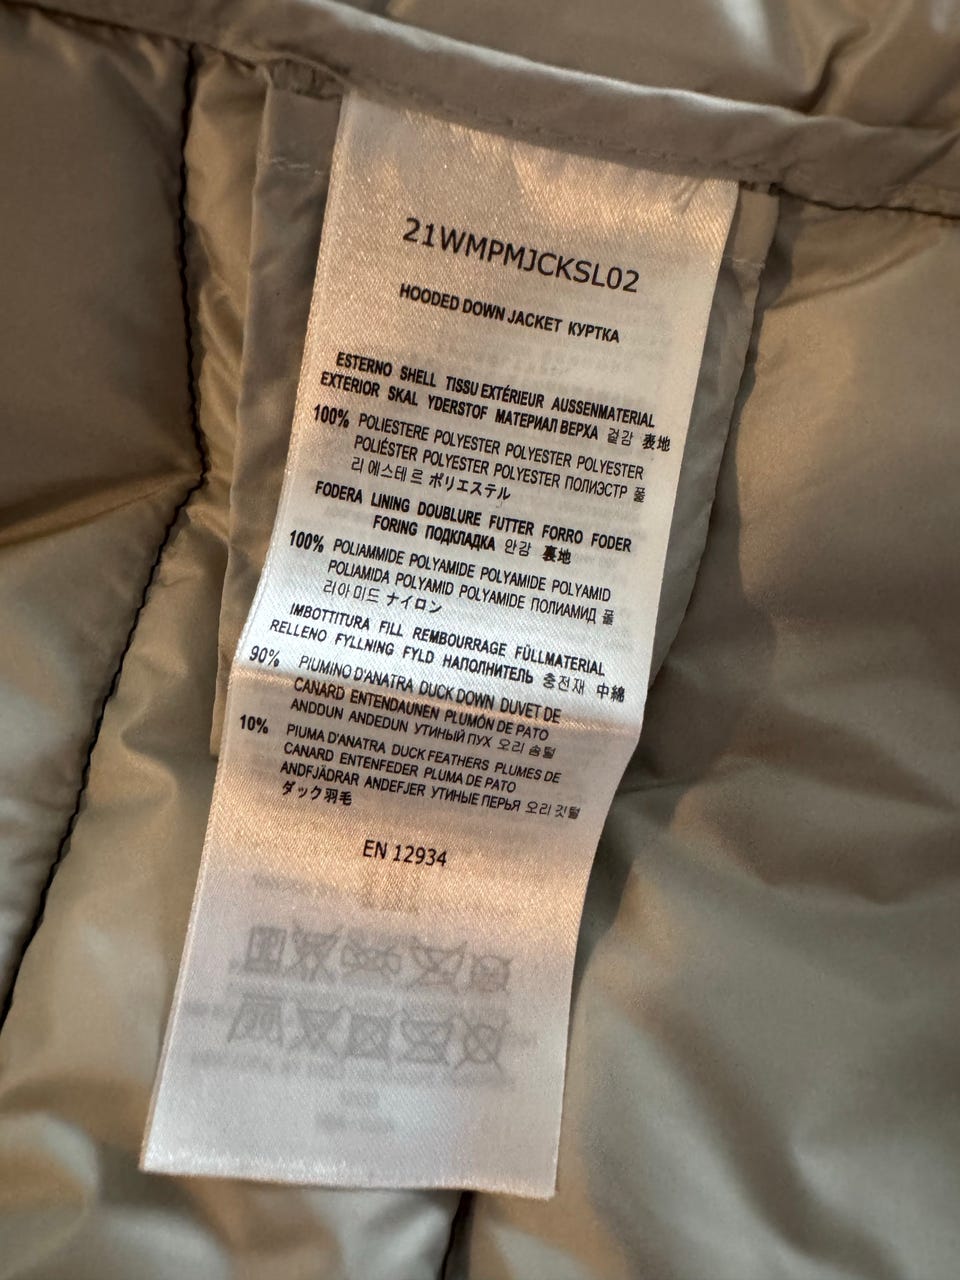 21WMPMJCKSL02
HOODED DOWN JACKET КУРТКА
ESTERNO SHELL TISSU EXTÉRIEUR AUSSENMATERIAL
EXTERIOR SKAL YDERSTOF МАТЕРИАЛ ВЕРХА 겉감 表地
100% POLIESTERE POLYESTER POLYESTER POLYESTER
POLIÉSTER POLYESTER POLYESTER ПОЛИЭСТР 폴
리 에스테 르 ポリエステル
FODERA LINING DOUBLURE FUTTER FORRO FODER
FORING ПОДКЛАДКА 안감 裏地
100% POLIAMMIDE POLYAMIDE POLYAMIDE POLYAMID
POLIAMIDA POLYAMID POLYAMIDE ПОЛИАМИД 폴
리아미드 ナイロン
IMBOTTITURA FILL REMBOURRAGE FÜLLMATERIAL
RELLENO FYLLNING FYLD НАПОЛНИТЕЛЬ 충전재 中綿
90% PIUMINO D'ANATRA DUCK DOWN DUVET DE
CANARD ENTENDAUNEN PLUMÓN DE PATO
ANDDUN ANDEDUN УТИНЫЙ ПУХ 오리 솜털
10% PIUMA D'ANATRA DUCK FEATHERS PLUMES DE
CANARD ENTENFEDER PLUMA DE PATO
ANDFJÄDRAR ANDEFJER УТИНЫЕ ПЕРЬЯ 오리 깃털
ダック羽毛
EN 12934